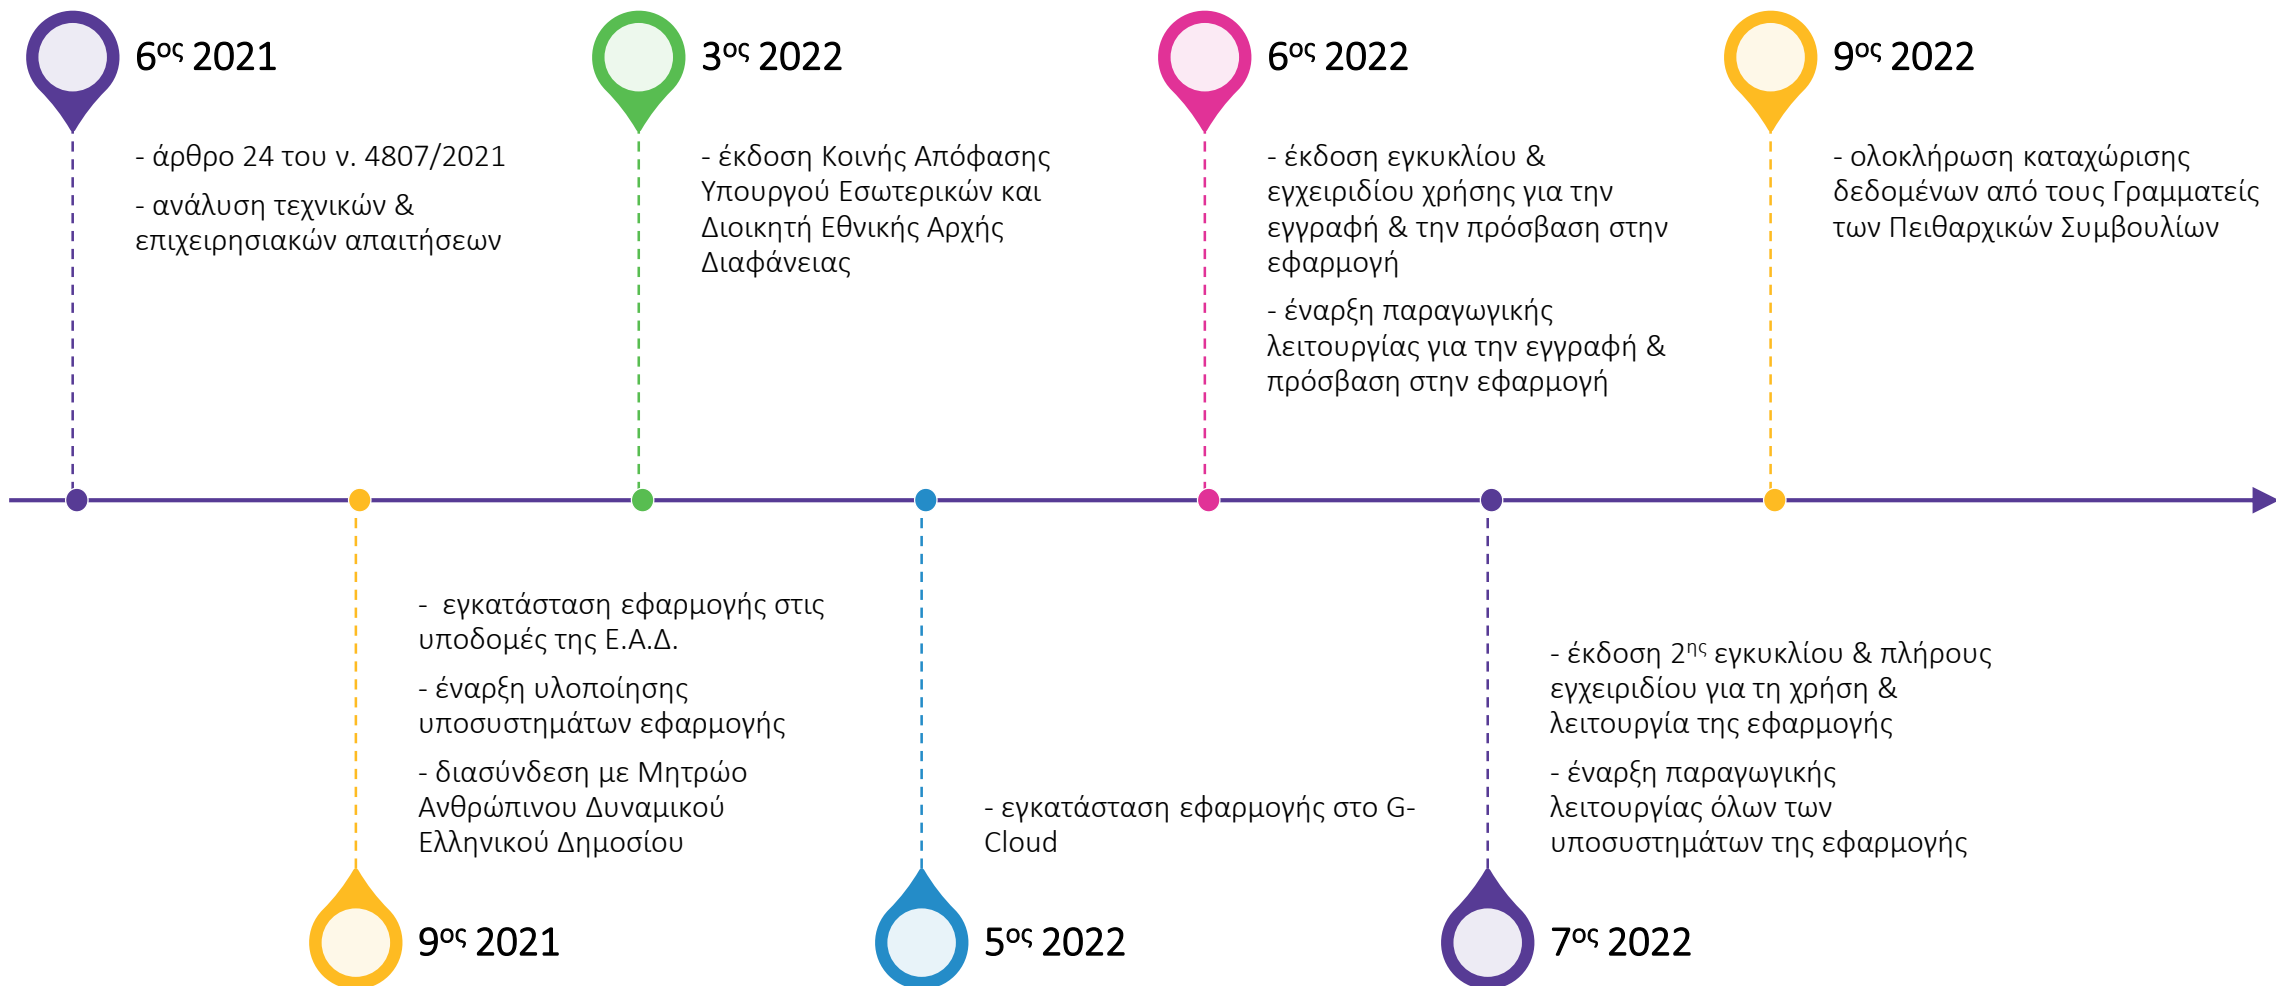 6ος 2021
- άρθρο 24 του ν. 4807/2021
- ανάλυση τεχνικών &
επιχειρησιακών απαιτήσεων
3ος 2022
- έκδοση Κοινής Απόφασης
Υπουργού Εσωτερικών και
Διοικητή Εθνικής Αρχής
Διαφάνειας
6ος 2022
- έκδοση εγκυκλίου &
εγχειριδίου χρήσης για την
εγγραφή & την πρόσβαση στην
εφαρμογή
- έναρξη παραγωγικής
λειτουργίας για την εγγραφή &
πρόσβαση στην εφαρμογή
9ος 2022
- ολοκλήρωση καταχώρισης
δεδομένων από τους Γραμματείς
των Πειθαρχικών Συμβουλίων
- εγκατάσταση εφαρμογής στις
υποδομές της Ε.Α.Δ.
- έναρξη υλοποίησης
υποσυστημάτων εφαρμογής
- διασύνδεση με Μητρώο
Ανθρώπινου Δυναμικού
Ελληνικού Δημοσίου
9ος 2021
- εγκατάσταση εφαρμογής στο G-
Cloud
5ος 2022
- έκδοση 2ης εγκυκλίου & πλήρους
εγχειριδίου για τη χρήση &
λειτουργία της εφαρμογής
- έναρξη παραγωγικής
λειτουργίας όλων των
υποσυστημάτων της εφαρμογής
7ος 2022